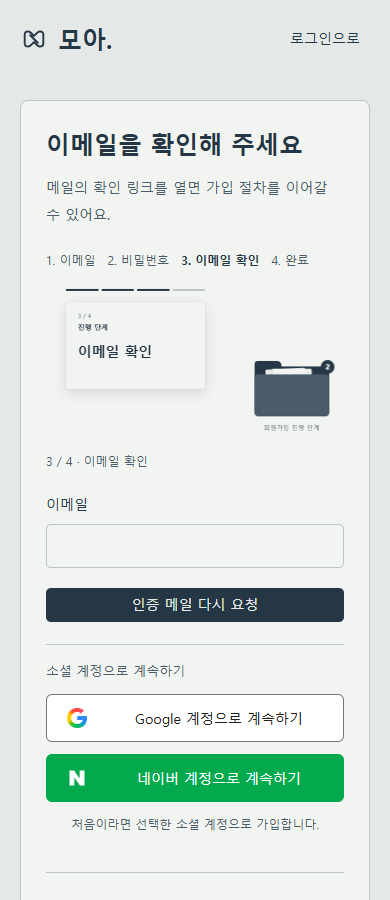 모아.
로그인으로
이메일을 확인해 주세요
메일의 확인 링크를 열면 가입 절차를 이어갈
수 있어요.
1. 이메일 2. 비밀번호 3. 이메일 확인 4. 완료
3 / 4
진행 단계
이메일 확인
2
회원가입 진행 단계
3 / 4 · 이메일 확인
이메일
인증 메일 다시 요청
소셜 계정으로 계속하기
Google 계정으로 계속하기
네이버 계정으로 계속하기
처음이라면 선택한 소셜 계정으로 가입합니다.